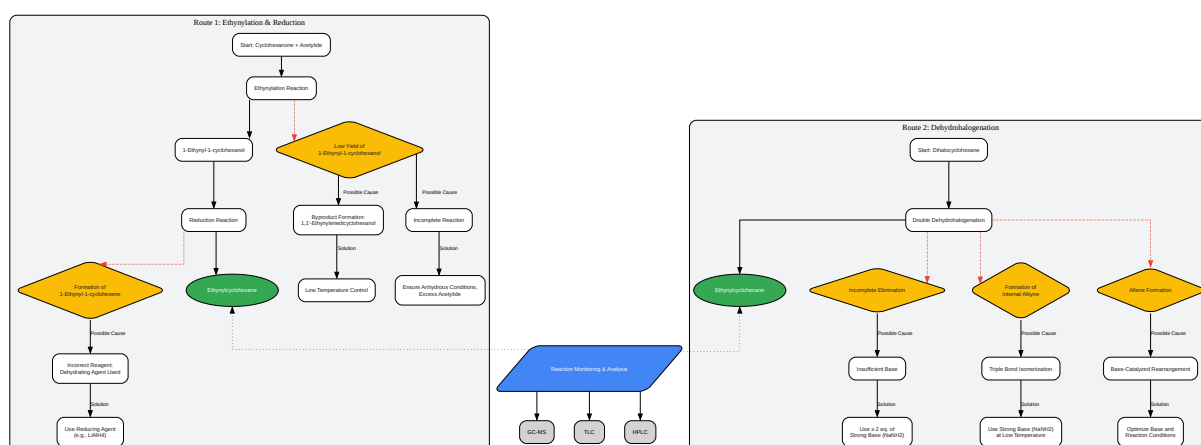 Route 1: Ethynylation & Reduction
Start: Cyclohexanone + Acetylide
Ethynylation Reaction
1-Ethynyl-1-cyclohexanol
Low Yield of
1-Ethynyl-1-cyclohexanol
Possible Cause
Possible Cause
Reduction Reaction
Byproduct Formation:
1,1'-Ethynylenedicyclohexanol
Incomplete Reaction
Solution
Solution
Formation of
1-Ethynyl-1-cyclohexene
Ethynylcyclohexane
Low Temperature Control
Ensure Anhydrous Conditions,
Excess Acetylide
Possible Cause
Incorrect Reagent:
Dehydrating Agent Used
Solution
Use Reducing Agent
(e.g., LiAlH4)
Reaction Monitoring & Analysis
GC-MS
TLC
HPLC
Route 2: Dehydrohalogenation
Start: Dihalocyclohexane
Double Dehydrohalogenation
Ethynylcyclohexane
Incomplete Elimination
Formation of
Internal Alkyne
Allene Formation
Possible Cause
Possible Cause
Possible Cause
Insufficient Base
Triple Bond Isomerization
Base-Catalyzed Rearrangement
Solution
Solution
Solution
Use ≥ 2 eq. of
Strong Base (NaNH2)
Use Strong Base (NaNH2)
at Low Temperature
Optimize Base and
Reaction Conditions